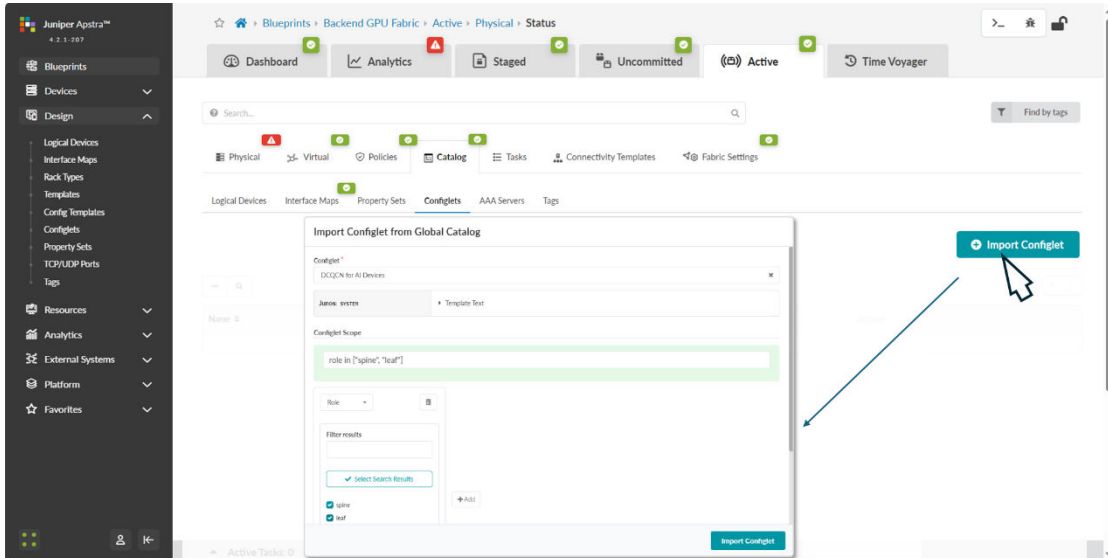 Juniper Apstra™
4.2.1-207
Blueprints
Devices
Design
Logical Devices
Interface Maps
Rack Types
Templates
Config Templates
Configlets
Property Sets
TCP/UDP Ports
Tags
Resources
Analytics
External Systems
Platform
Favorites
Blueprints › Backend GPU Fabric › Active › Physical › Status
Dashboard Analytics Staged Uncommitted Active Time Voyager
Search...
Find by tags
Physical Virtual Policies Catalog Tasks Connectivity Templates Fabric Settings
Logical Devices Interface Maps Property Sets Configlets AAA Servers Tags
Import Configlet
Name
Import Configlet from Global Catalog
Configlet *
DCQCN for AI Devices
JUNOS: SYSTEM
Template Text
Configlet Scope
role in ["spine", "leaf"]
Role
Filter results
Select Search Results
spine
leaf
+Add
Import Configlet
Active Tasks: 0